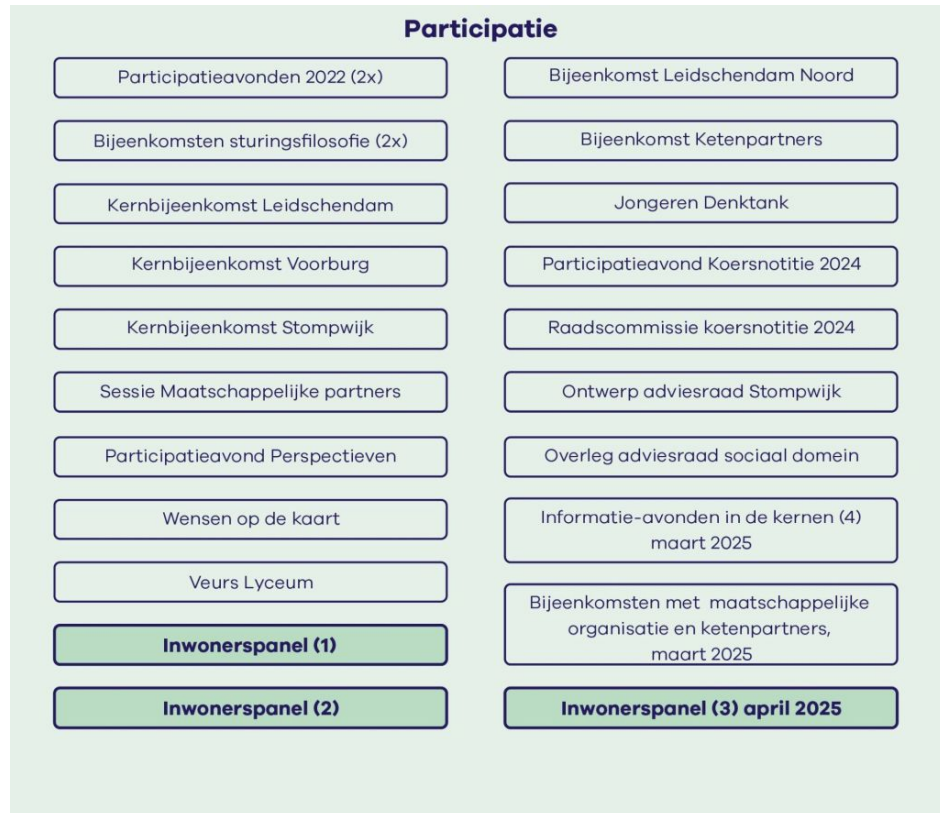 Participatie
Participatieavonden 2022 (2x)
Bijeenkomsten sturingsfilosofie (2x)
Kernbijeenkomst Leidschendam
Kernbijeenkomst Voorburg
Kernbijeenkomst Stompwijk
Sessie Maatschappelijke partners
Participatieavond Perspectieven
Wensen op de kaart
Veurs Lyceum
Inwonerspanel (1)
Inwonerspanel (2)
Bijeenkomst Leidschendam Noord
Bijeenkomst Ketenpartners
Jongeren Denktank
Participatieavond Koersnotitie 2024
Raadscommissie koersnotitie 2024
Ontwerp adviesraad Stompwijk
Overleg adviesraad sociaal domein
Informatie-avonden in de kernen (4)
maart 2025
Bijeenkomsten met maatschappelijke
organisatie en ketenpartners,
maart 2025
Inwonerspanel (3) april 2025